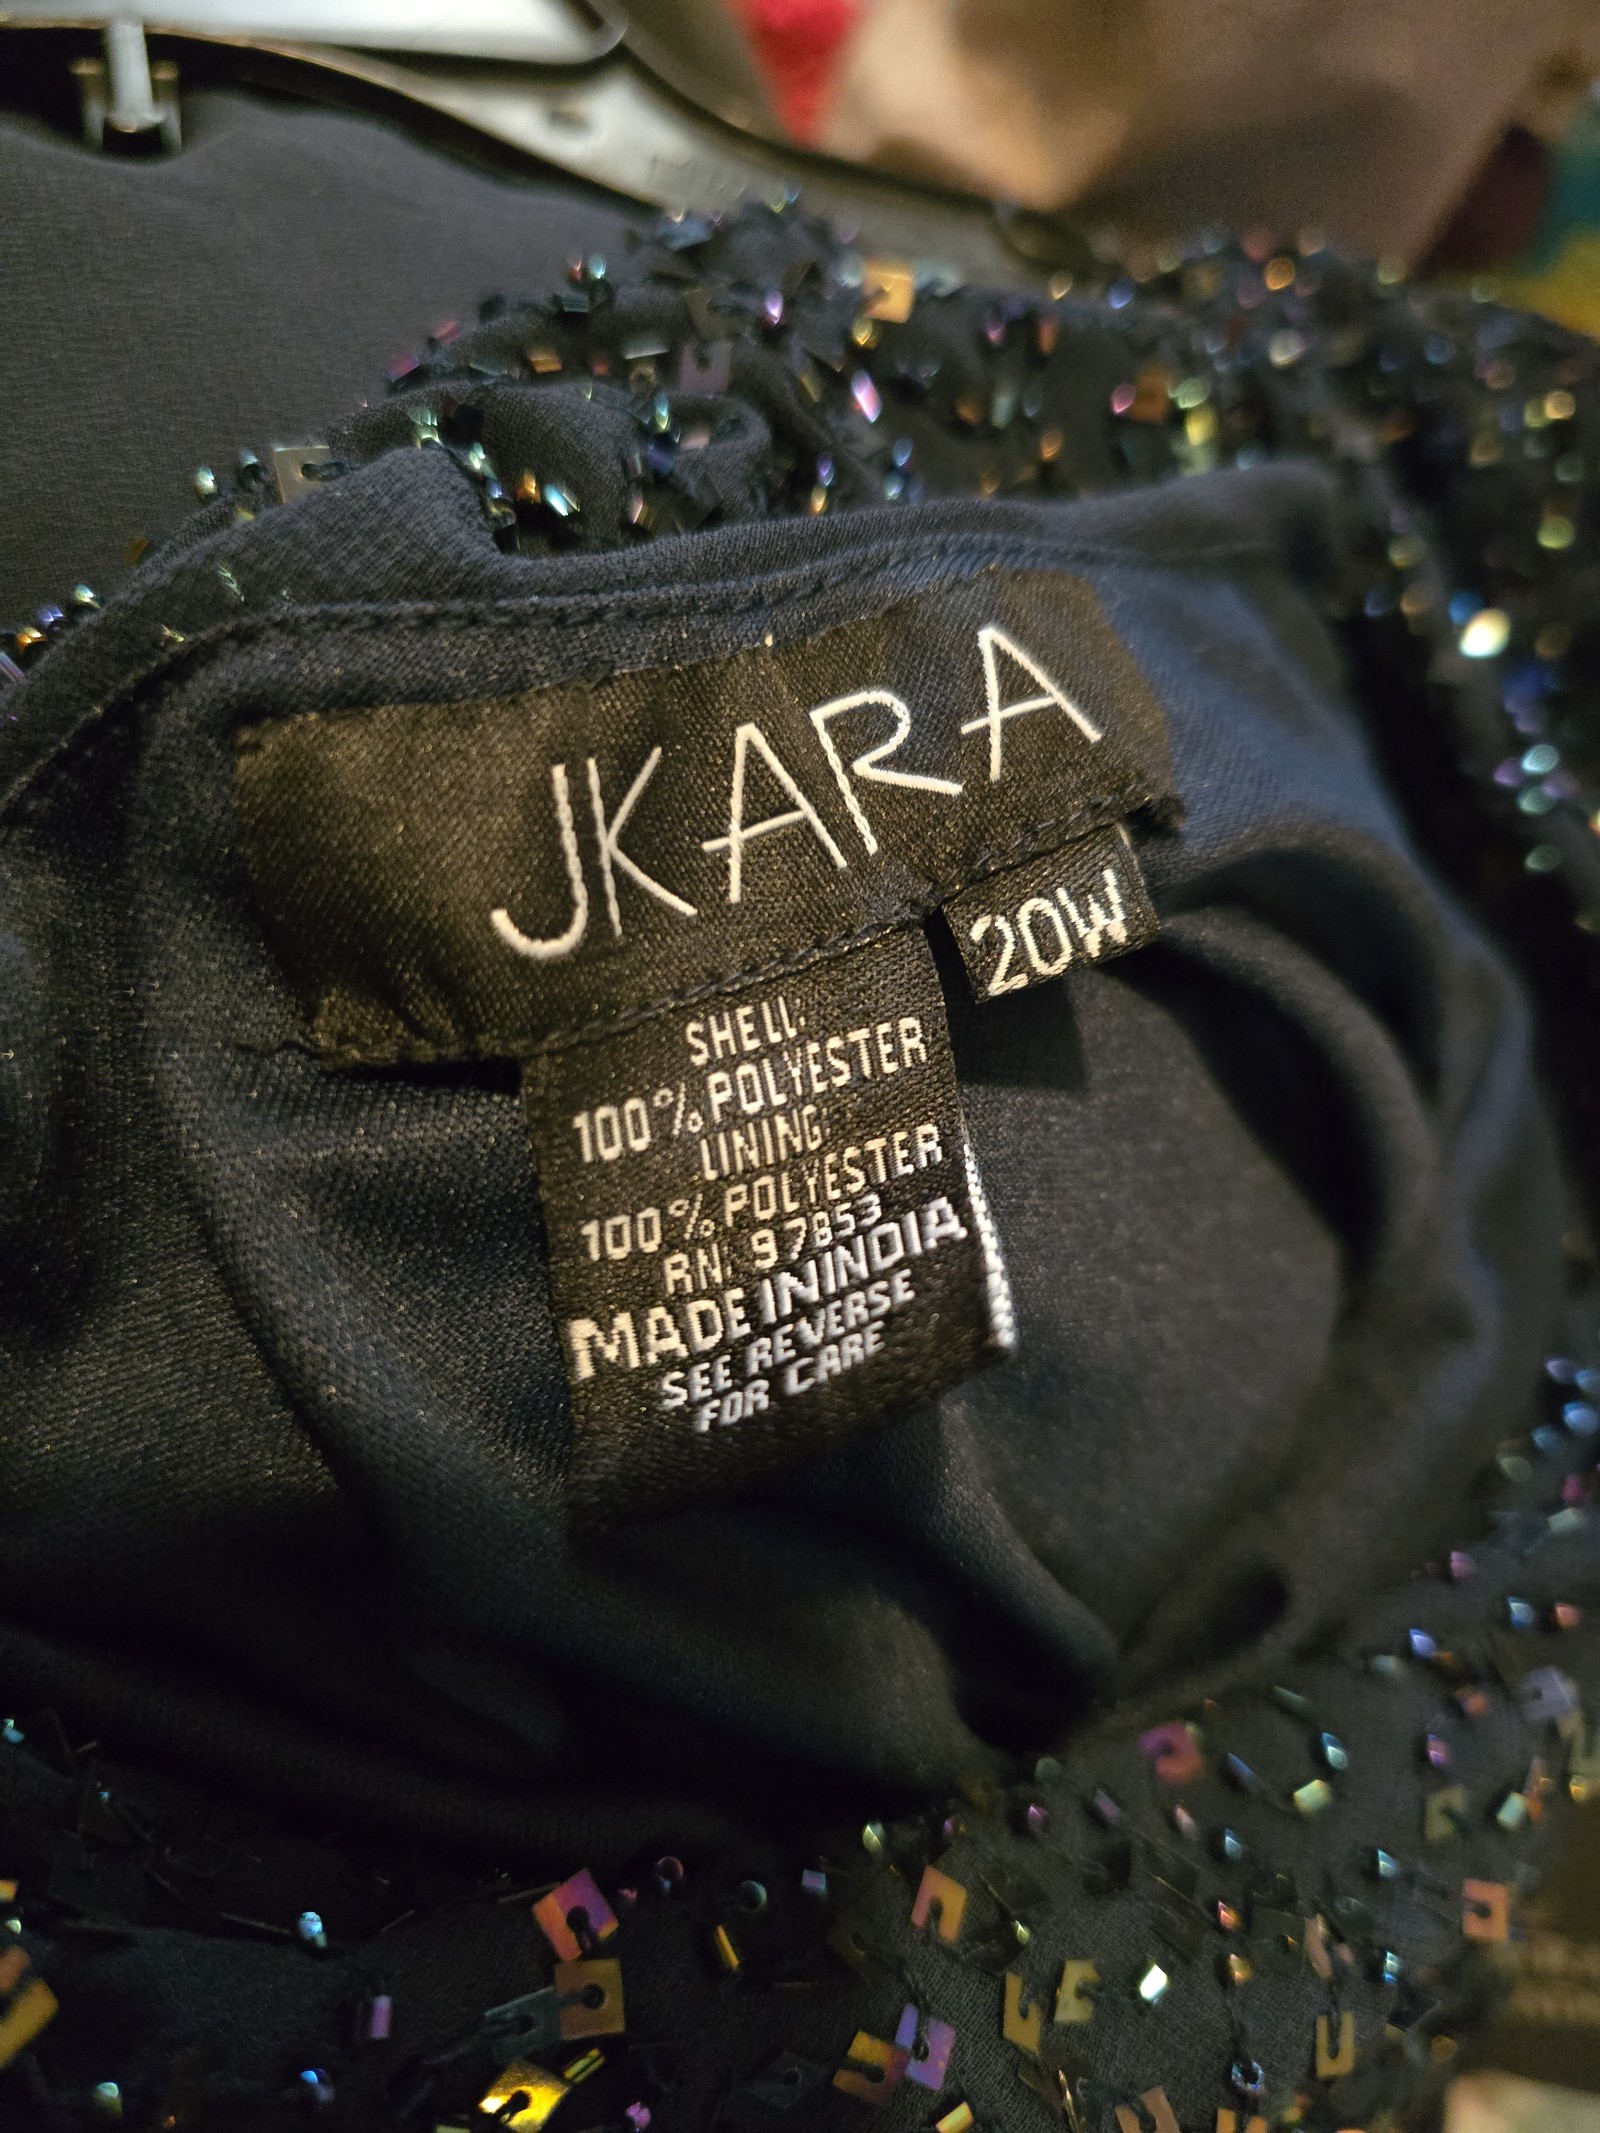 JKARA
20W
SHELL:
100% POLYESTER
LINING:
100% POLYESTER
RN: 97853
MADE IN INDIA
SEE REVERSE
FOR CARE